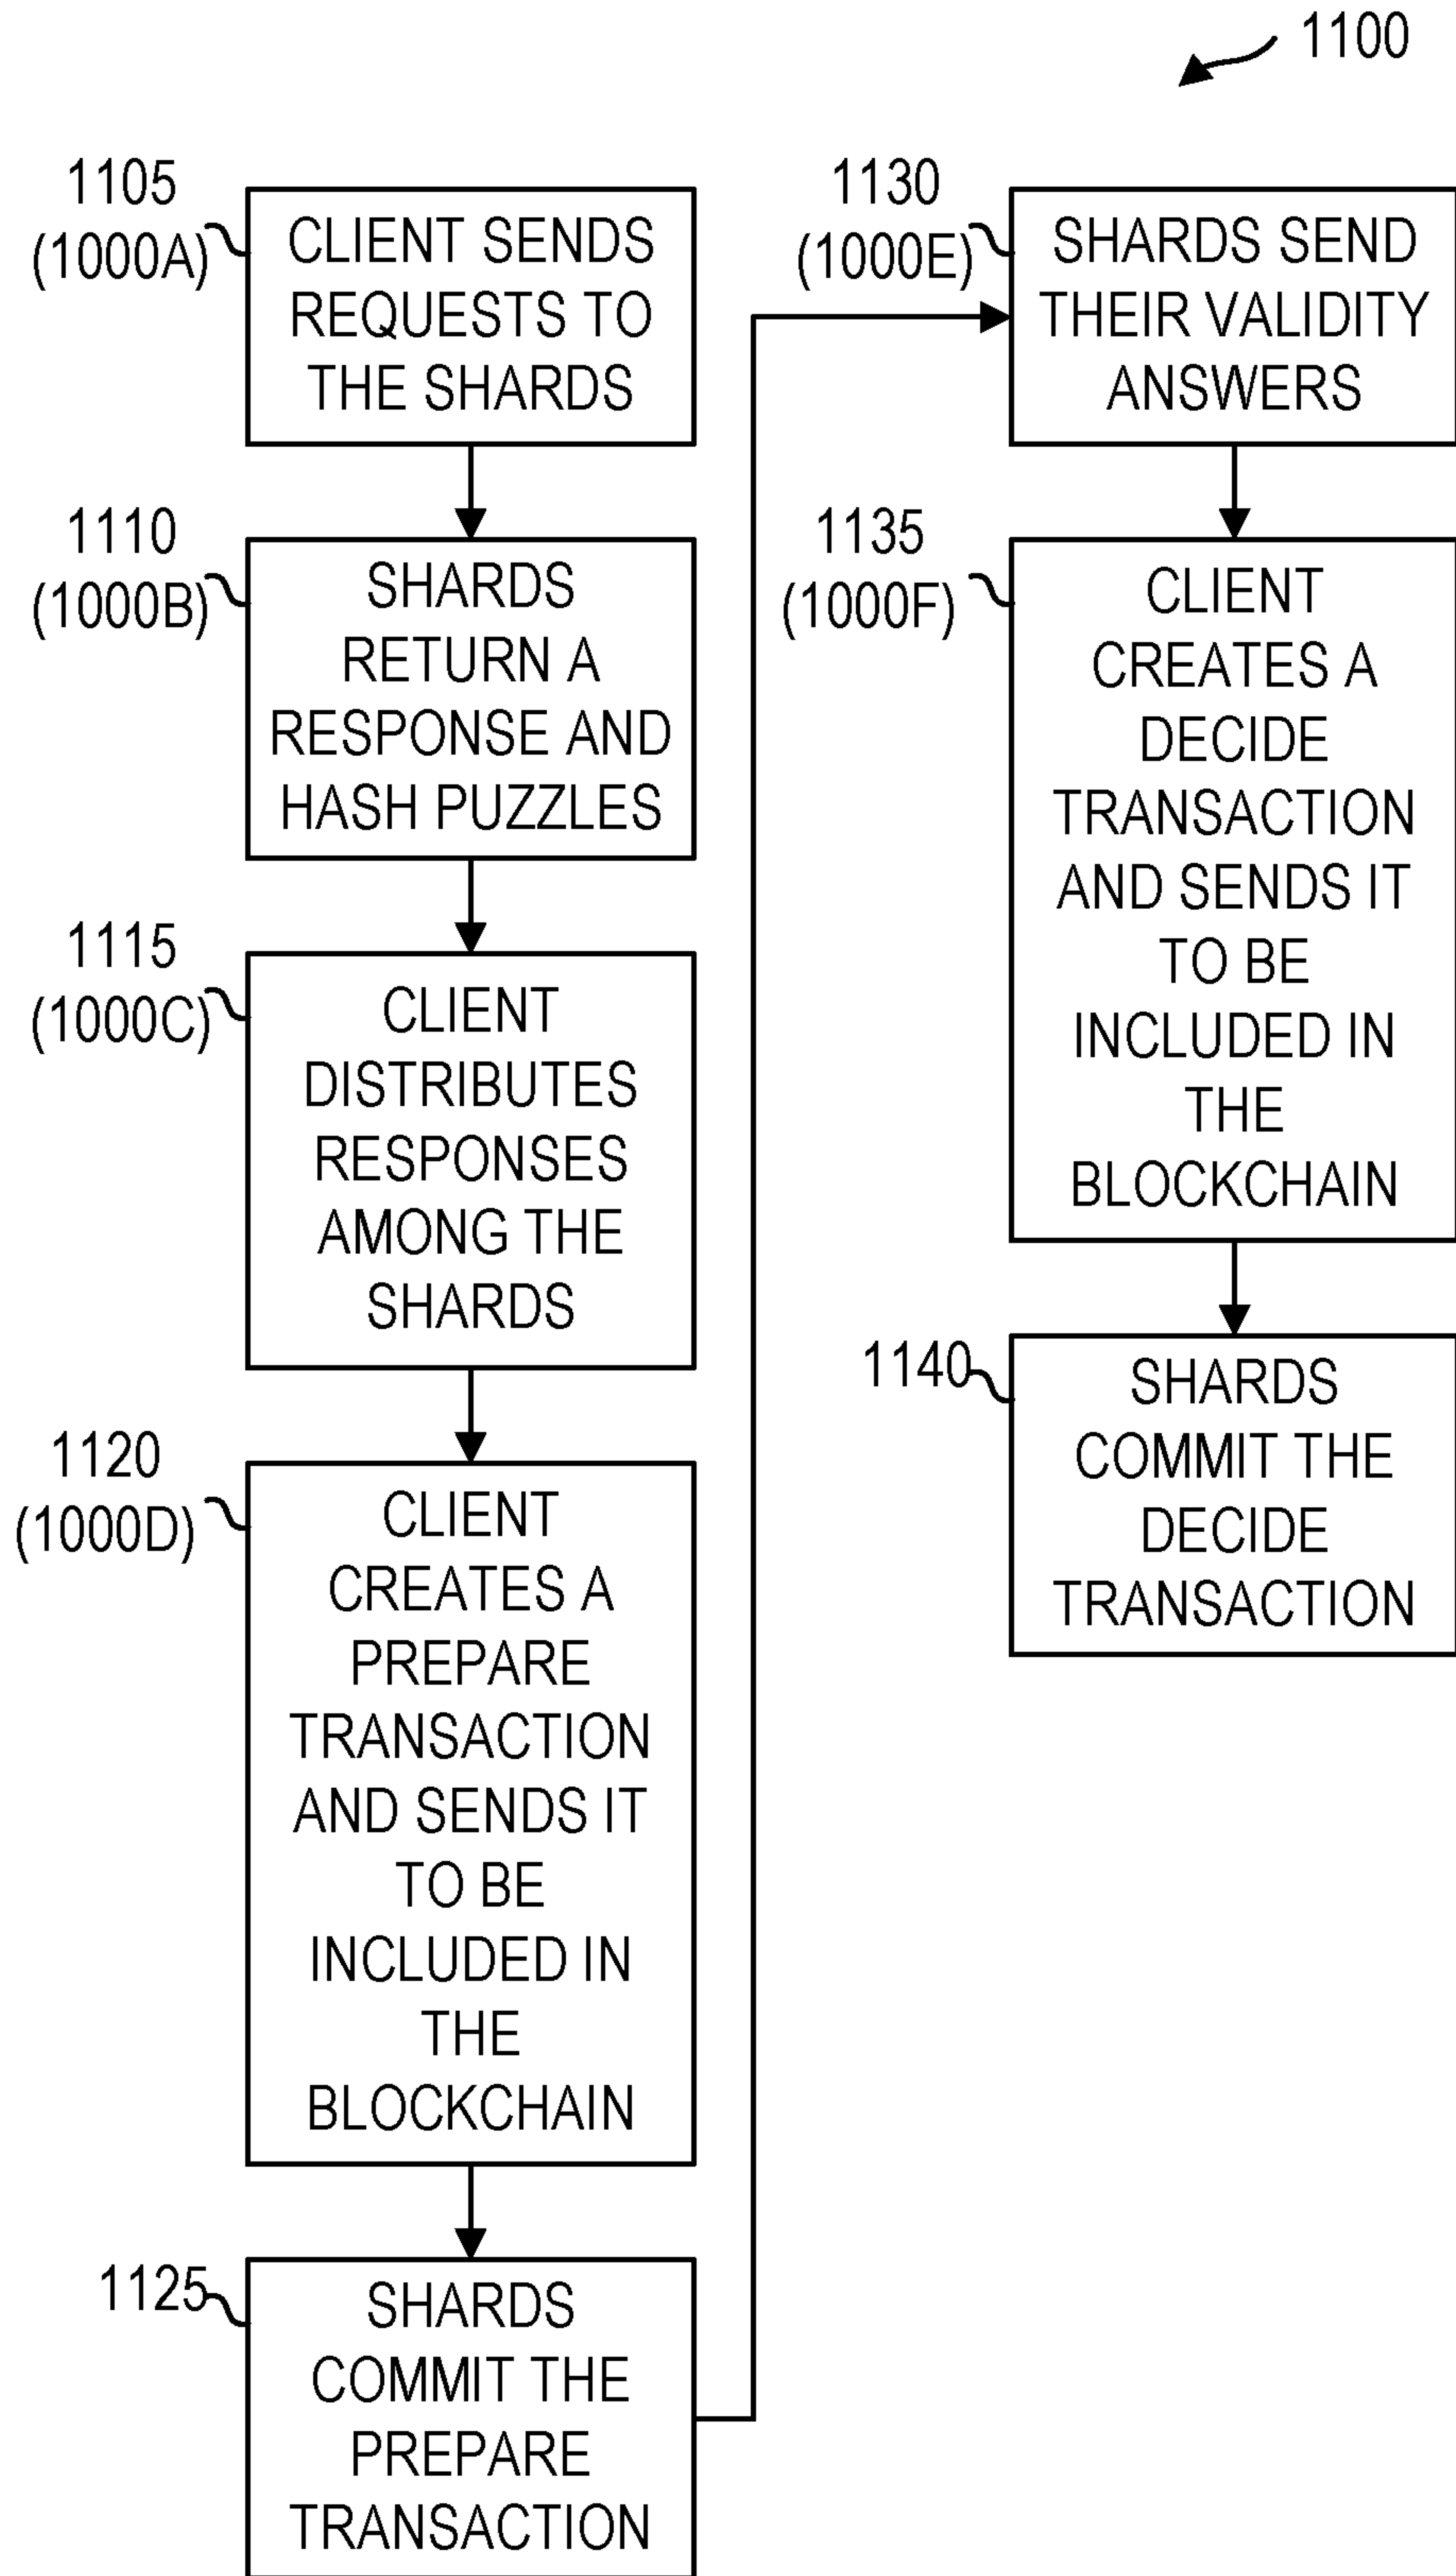 1100
1105
(1000A)
CLIENT SENDS
REQUESTS TO
THE SHARDS
1110
(1000B)
SHARDS
RETURN A
RESPONSE AND
HASH PUZZLES
1115
(1000C)
CLIENT
DISTRIBUTES
RESPONSES
AMONG THE
SHARDS
1120
(1000D)
CLIENT
CREATES A
PREPARE
TRANSACTION
AND SENDS IT
TO BE
INCLUDED IN
THE
BLOCKCHAIN
1125
SHARDS
COMMIT THE
PREPARE
TRANSACTION
1130
(1000E)
SHARDS SEND
THEIR VALIDITY
ANSWERS
1135
(1000F)
CLIENT
CREATES A
DECIDE
TRANSACTION
AND SENDS IT
TO BE
INCLUDED IN
THE
BLOCKCHAIN
1140
SHARDS
COMMIT THE
DECIDE
TRANSACTION